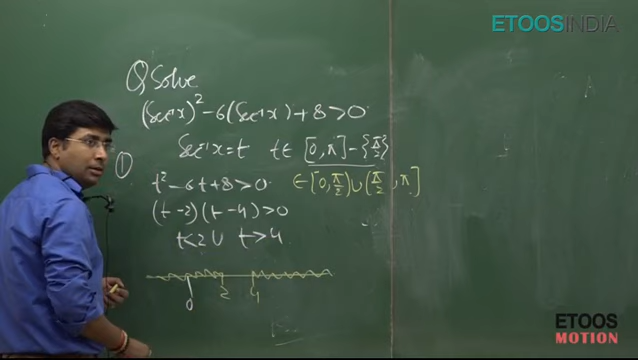 ETOOSINDIA
Q Solve
(Sec⁻¹x)² - 6(Sec⁻¹x) + 8 > 0.
Sec⁻¹x = t t ∈ [0, π] - {π/2}
①
t² - 6t + 8 > 0. ∈ [0, π/2) ∪ (π/2, π]
(t - 2) (t - 4) > 0
t < 2 ∪ t > 4
0 2 4
ETOOS
MOTION